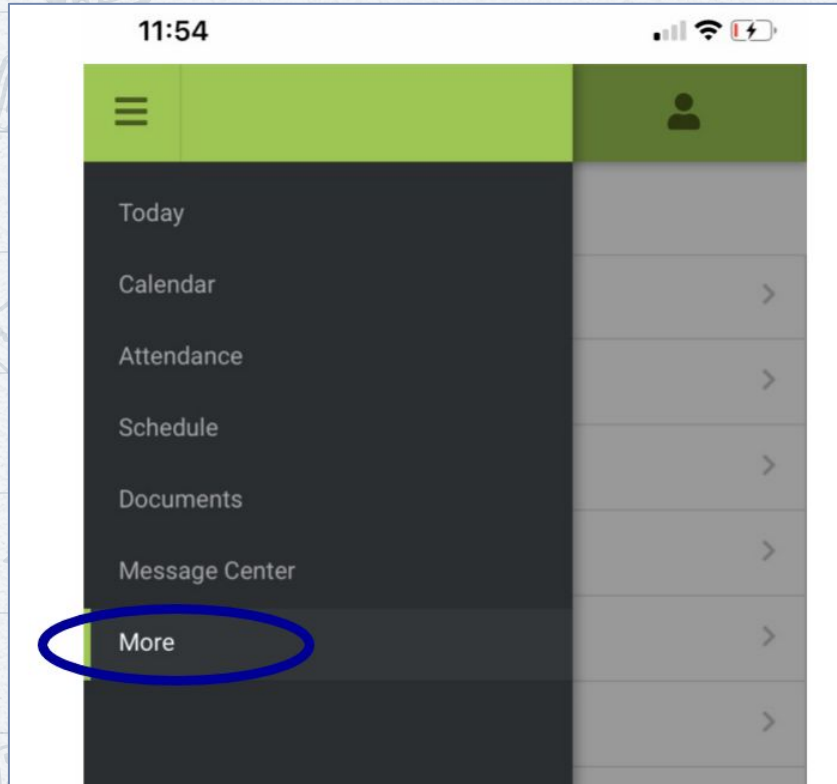 11:54
Today
Calendar
Attendance
Schedule
Documents
Message Center
More